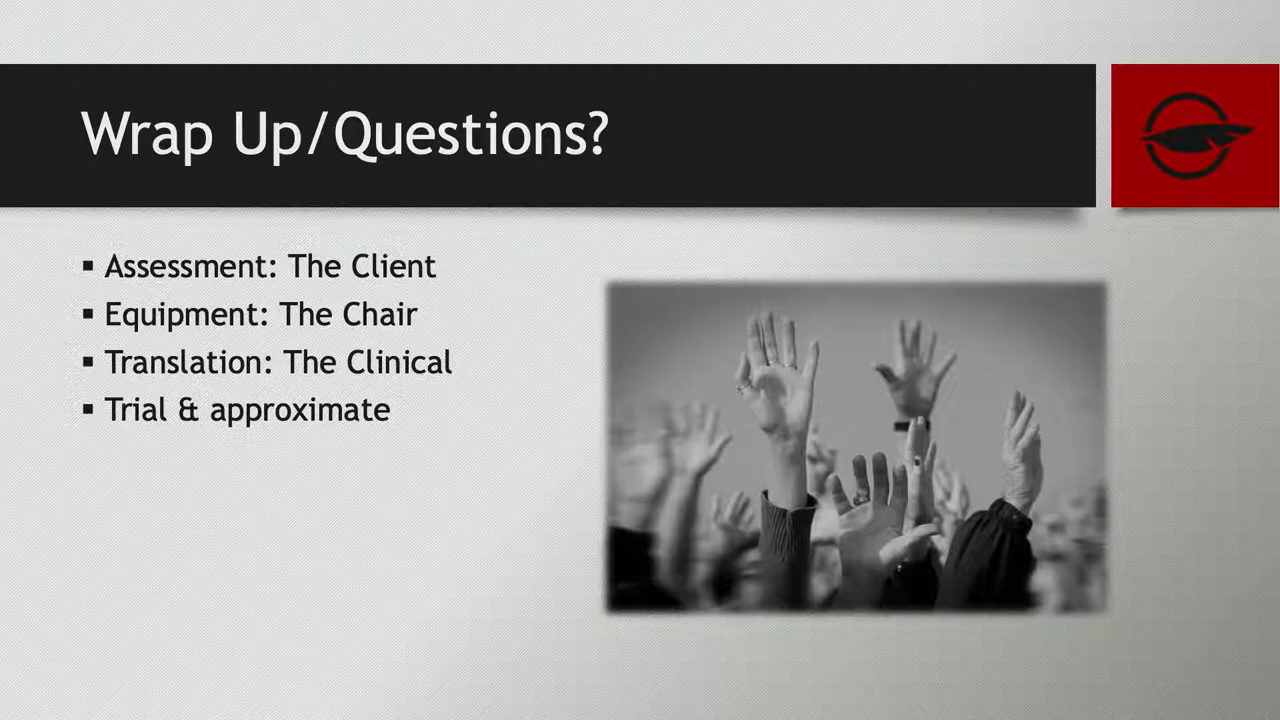 Wrap Up/Questions?
▪ Assessment: The Client
▪ Equipment: The Chair
▪ Translation: The Clinical
▪ Trial & approximate